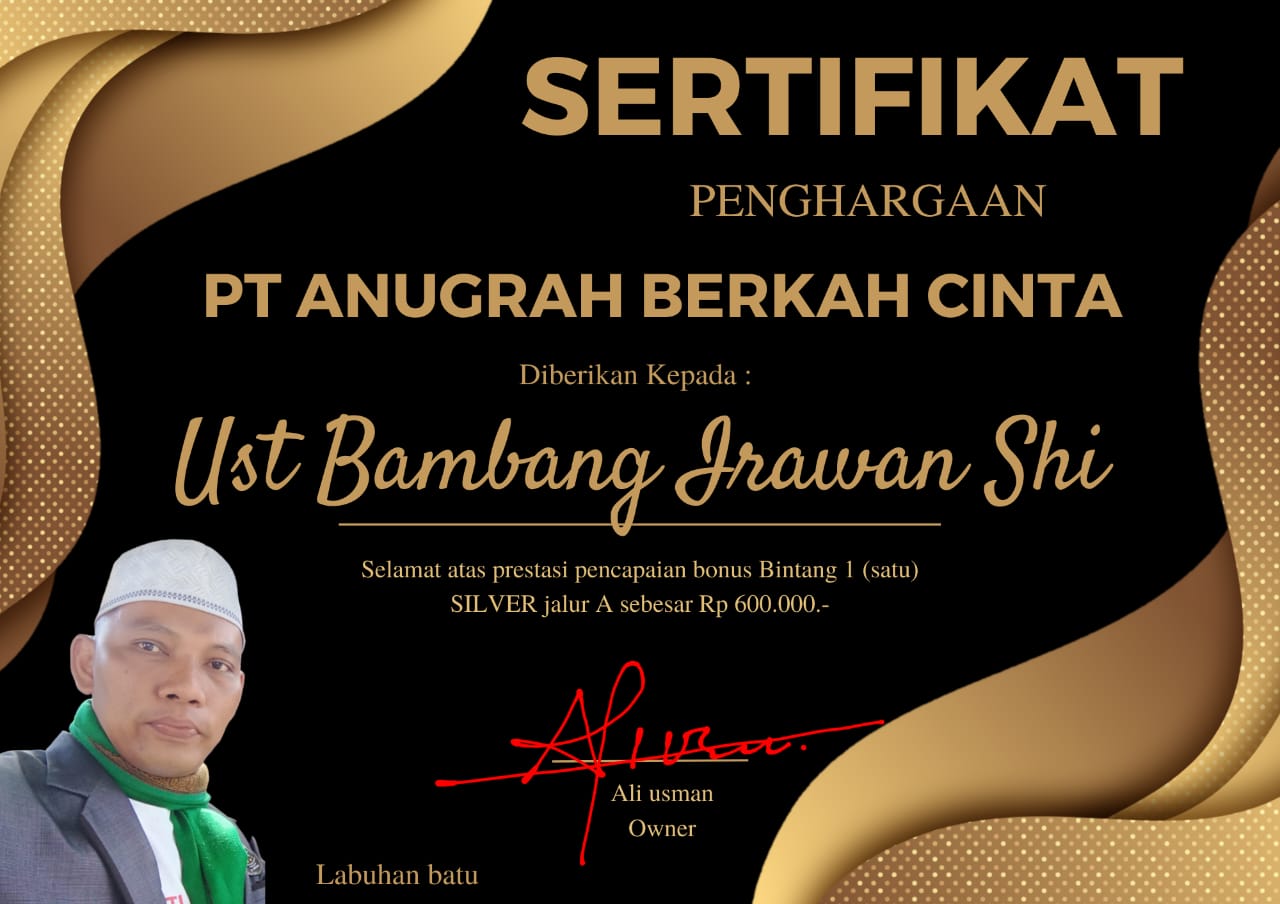 SERTIFIKAT
PENGHARGAAN
PT ANUGRAH BERKAH CINTA
Diberikan Kepada :
Ust Bambang Irawan Shi
Selamat atas prestasi pencapaian bonus Bintang 1 (satu)
SILVER jalur A sebesar Rp 600.000.-
Ali usman
Owner
Labuhan batu